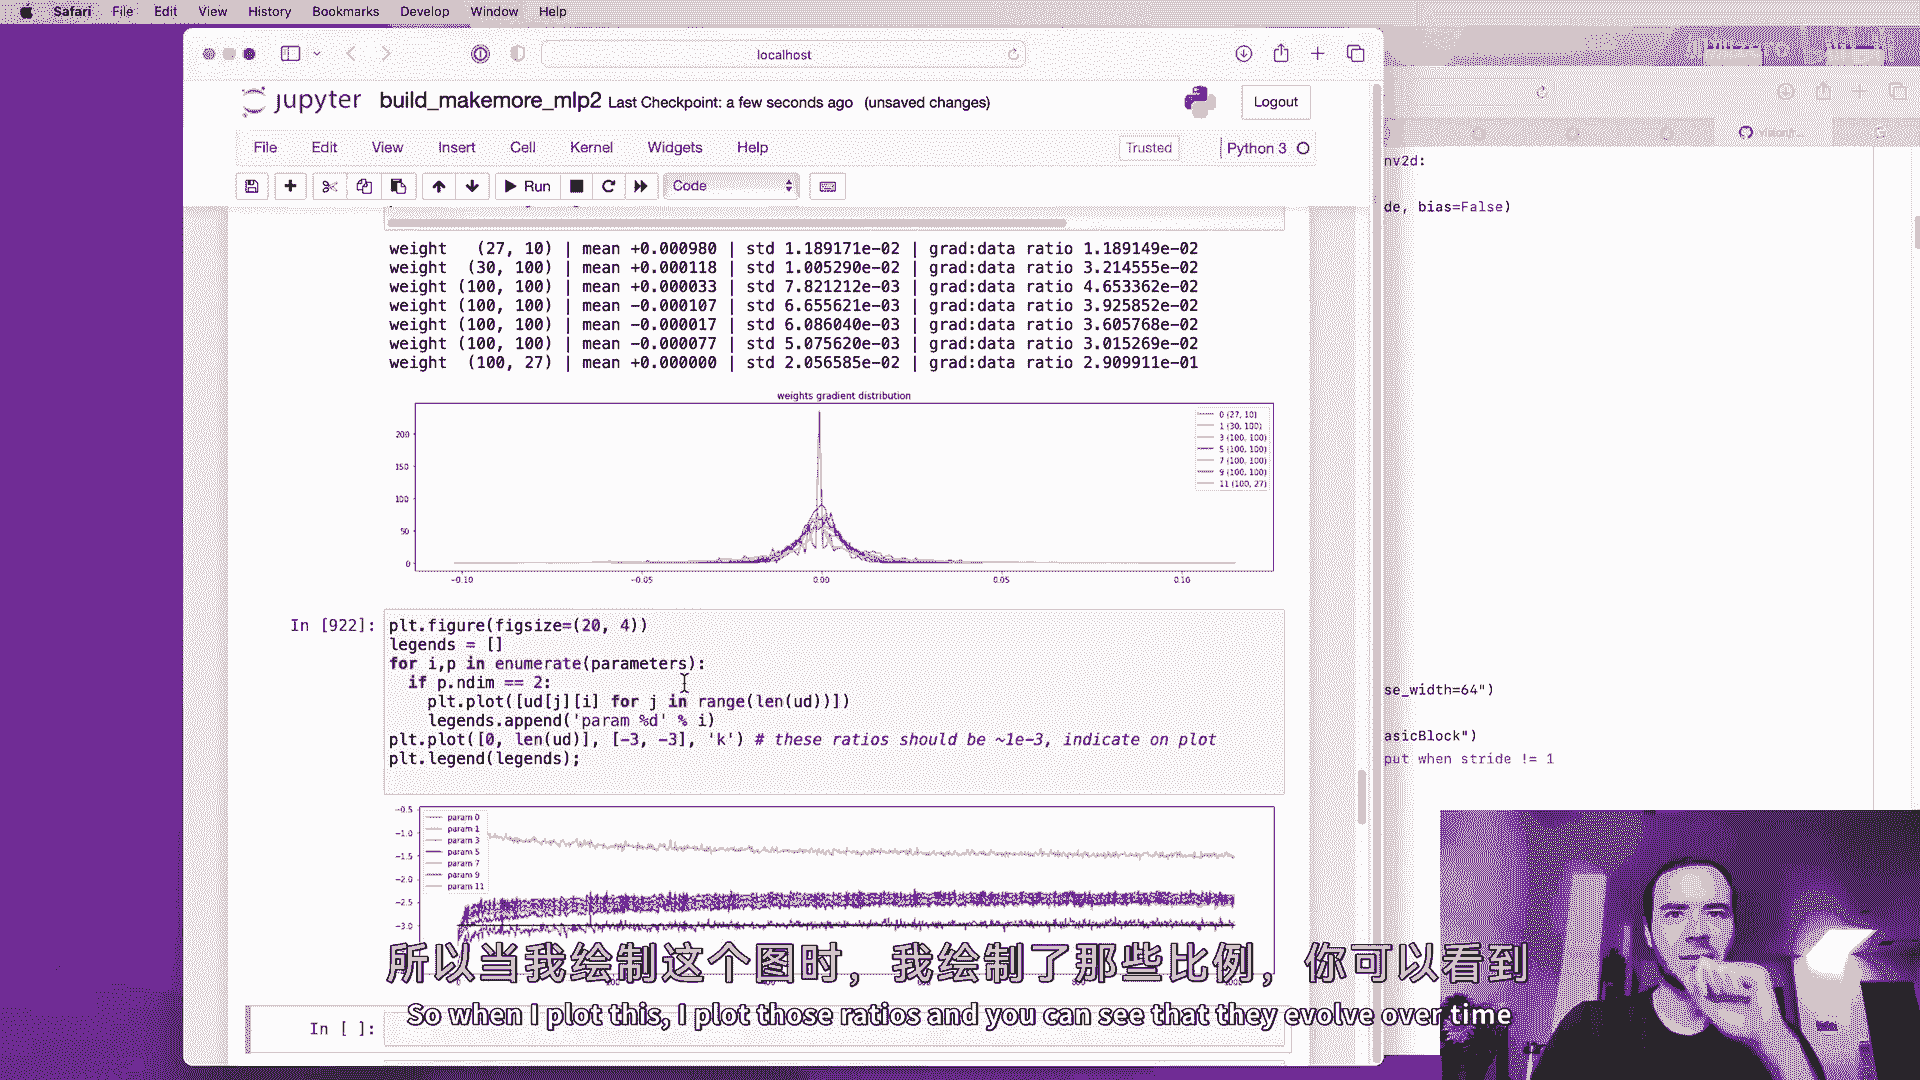 Safari File Edit View History Bookmarks Develop Window Help
localhost
jupyter build_makemore_mlp2 Last Checkpoint: a few seconds ago (unsaved changes)
Logout
File Edit View Insert Cell Kernel Widgets Help
Trusted
Python 3
Run
Code
weight (27, 10) | mean +0.000980 | std 1.189171e-02 | grad:data ratio 1.189149e-02
weight (30, 100) | mean +0.000118 | std 1.005290e-02 | grad:data ratio 3.214555e-02
weight (100, 100) | mean +0.000033 | std 7.821212e-03 | grad:data ratio 4.653362e-02
weight (100, 100) | mean -0.000107 | std 6.655621e-03 | grad:data ratio 3.925852e-02
weight (100, 100) | mean -0.000017 | std 6.086040e-03 | grad:data ratio 3.605768e-02
weight (100, 100) | mean -0.000077 | std 5.075620e-03 | grad:data ratio 3.015269e-02
weight (100, 27) | mean +0.000000 | std 2.056585e-02 | grad:data ratio 2.909911e-01
weights gradient distribution
200
150
100
50
0
-0.10 -0.05 0.00 0.05 0.10
0 (27, 10)
1 (30, 100)
3 (100, 100)
5 (100, 100)
7 (100, 100)
9 (100, 100)
11 (100, 27)
In [922]:
plt.figure(figsize=(20, 4))
legends = []
for i,p in enumerate(parameters):
if p.ndim == 2:
plt.plot([ud[j][i] for j in range(len(ud))])
legends.append('param %d' % i)
plt.plot([0, len(ud)], [-3, -3], 'k') # these ratios should be ~1e-3, indicate on plot
plt.legend(legends);
-0.5
-1.0
-1.5
-2.0
-2.5
-3.0
param 0
param 1
param 3
param 5
param 7
param 9
param 11
In [ ]:
nv2d:
de, bias=False)
se_width=64")
asicBlock")
put when stride != 1
所以当我绘制这个图时，我绘制了那些比例，你可以看到
So when I plot this, I plot those ratios and you can see that they evolve over time